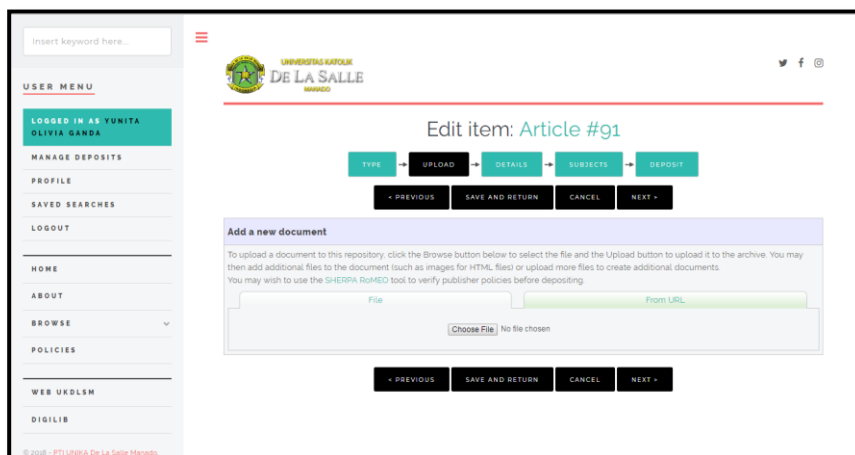 Insert keyword here...
USER MENU
LOGGED IN AS YUNITA
OLIVIA GANDA
MANAGE DEPOSITS
PROFILE
SAVED SEARCHES
LOGOUT
HOME
ABOUT
BROWSE
POLICIES
WEB UKDLSM
DIGILIB
© 2018 - PTI UNIKA De La Salle Manado.
UNIVERSITAS KATOLIK
DE LA SALLE
MANADO
Edit item: Article #91
TYPE UPLOAD DETAILS SUBJECTS DEPOSIT
< PREVIOUS SAVE AND RETURN CANCEL NEXT >
Add a new document
To upload a document to this repository, click the Browse button below to select the file and the Upload button to upload it to the archive. You may
then add additional files to the document (such as images for HTML files) or upload more files to create additional documents.
You may wish to use the SHERPA RoMEO tool to verify publisher policies before depositing.
File From URL
Choose File No file chosen
< PREVIOUS SAVE AND RETURN CANCEL NEXT >